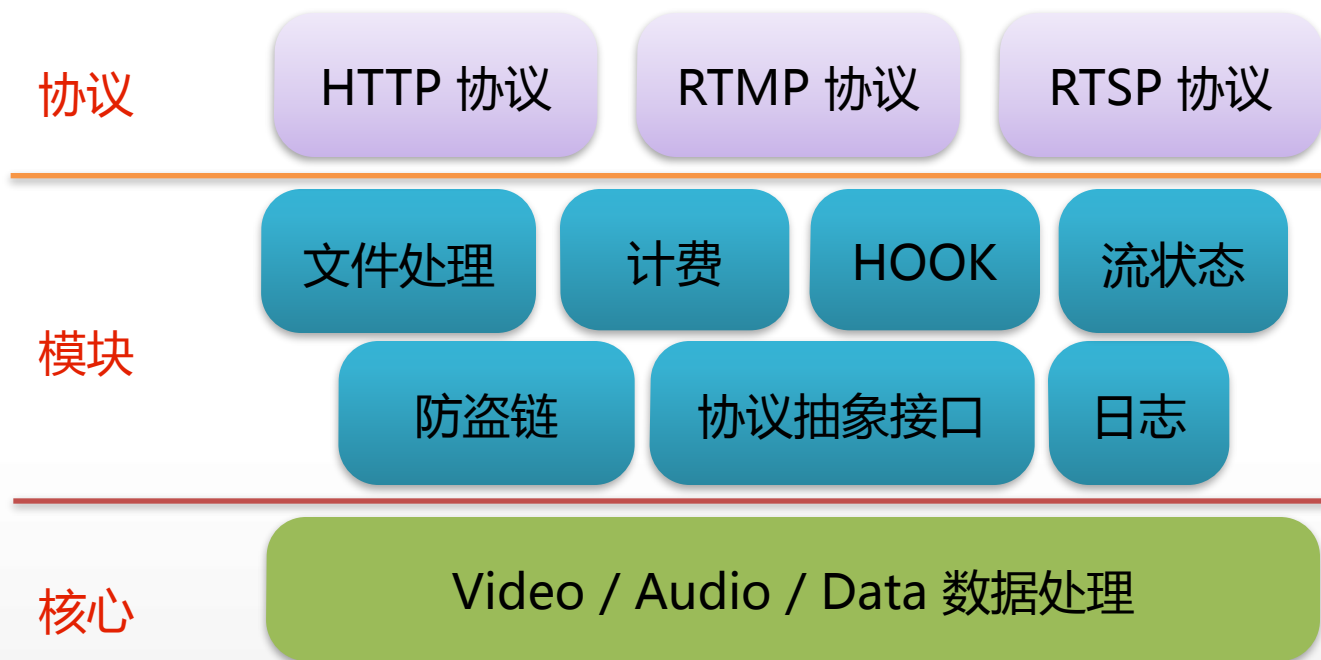 协议
HTTP 协议
RTMP 协议
RTSP 协议
模块
文件处理
计费
HOOK
流状态
防盗链
协议抽象接口
日志
核心
Video / Audio / Data 数据处理